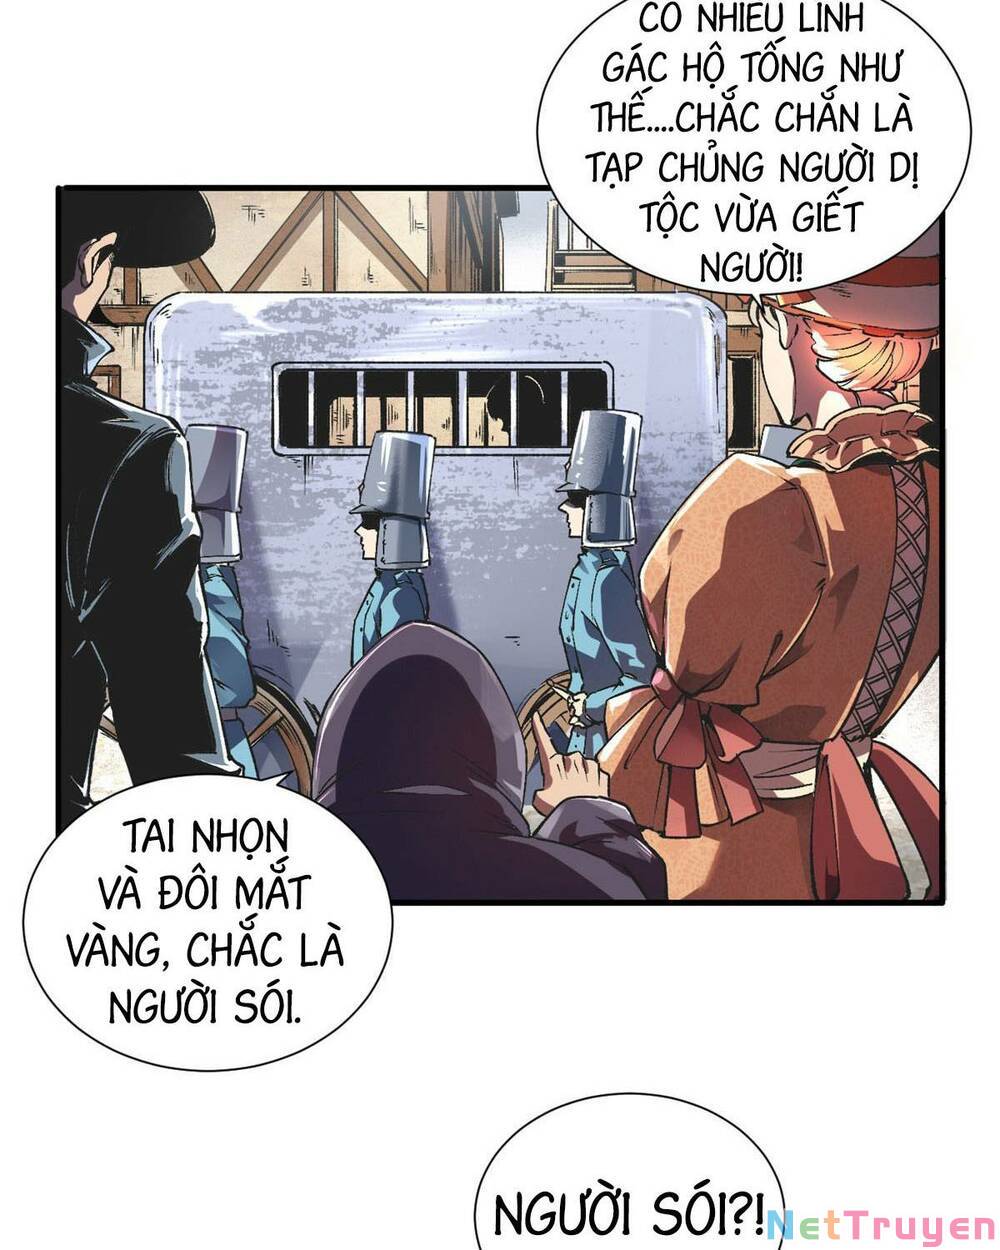 CÓ NHIỀU LÍNH
GÁC HỘ TỐNG NHƯ
THẾ....CHẮC CHẮN LÀ
TẠP CHỦNG NGƯỜI DỊ
TỘC VỪA GIẾT
NGƯỜI!
TAI NHỌN
VÀ ĐÔI MẮT
VÀNG, CHẮC LÀ
NGƯỜI SÓI.
NGƯỜI SÓI?!
NetTruyen